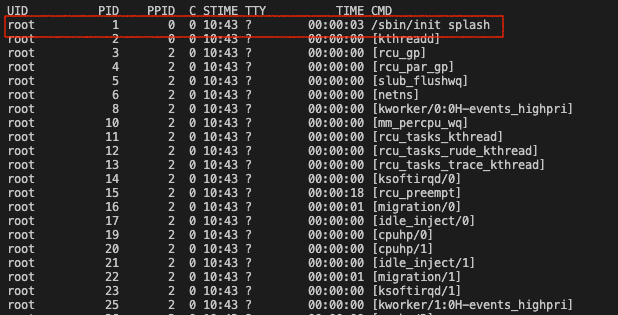 UID PID PPID C STIME TTY TIME CMD
root 1 0 0 10:43 ? 00:00:03 /sbin/init splash
root 2 0 0 10:43 ? 00:00:00 [kthreadd]
root 3 2 0 10:43 ? 00:00:00 [rcu_gp]
root 4 2 0 10:43 ? 00:00:00 [rcu_par_gp]
root 5 2 0 10:43 ? 00:00:00 [slub_flushwq]
root 6 2 0 10:43 ? 00:00:00 [netns]
root 8 2 0 10:43 ? 00:00:00 [kworker/0:0H-events_highpri]
root 10 2 0 10:43 ? 00:00:00 [mm_percpu_wq]
root 11 2 0 10:43 ? 00:00:00 [rcu_tasks_kthread]
root 12 2 0 10:43 ? 00:00:00 [rcu_tasks_rude_kthread]
root 13 2 0 10:43 ? 00:00:00 [rcu_tasks_trace_kthread]
root 14 2 0 10:43 ? 00:00:00 [ksoftirqd/0]
root 15 2 0 10:43 ? 00:00:18 [rcu_preempt]
root 16 2 0 10:43 ? 00:00:01 [migration/0]
root 17 2 0 10:43 ? 00:00:00 [idle_inject/0]
root 19 2 0 10:43 ? 00:00:00 [cpuhp/0]
root 20 2 0 10:43 ? 00:00:00 [cpuhp/1]
root 21 2 0 10:43 ? 00:00:00 [idle_inject/1]
root 22 2 0 10:43 ? 00:00:01 [migration/1]
root 23 2 0 10:43 ? 00:00:00 [ksoftirqd/1]
root 25 2 0 10:43 ? 00:00:00 [kworker/1:0H-events_highpri]